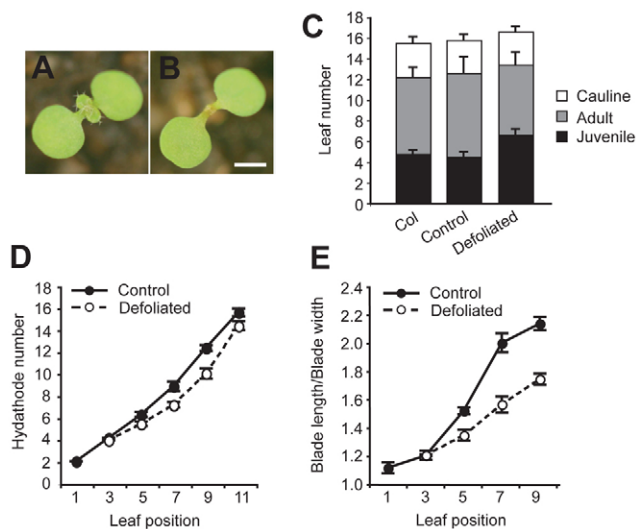 A
B
C
Leaf number
18
16
14
12
10
8
6
4
2
0
Col
Control
Defoliated
Cauline
Adult
Juvenile
D
Control
Defoliated
Hydathode number
18
16
14
12
10
8
6
4
2
0
1 3 5 7 9 11
Leaf position
E
Control
Defoliated
Blade length/Blade width
2.4
2.2
2.0
1.8
1.6
1.4
1.2
1.0
1 3 5 7 9
Leaf position